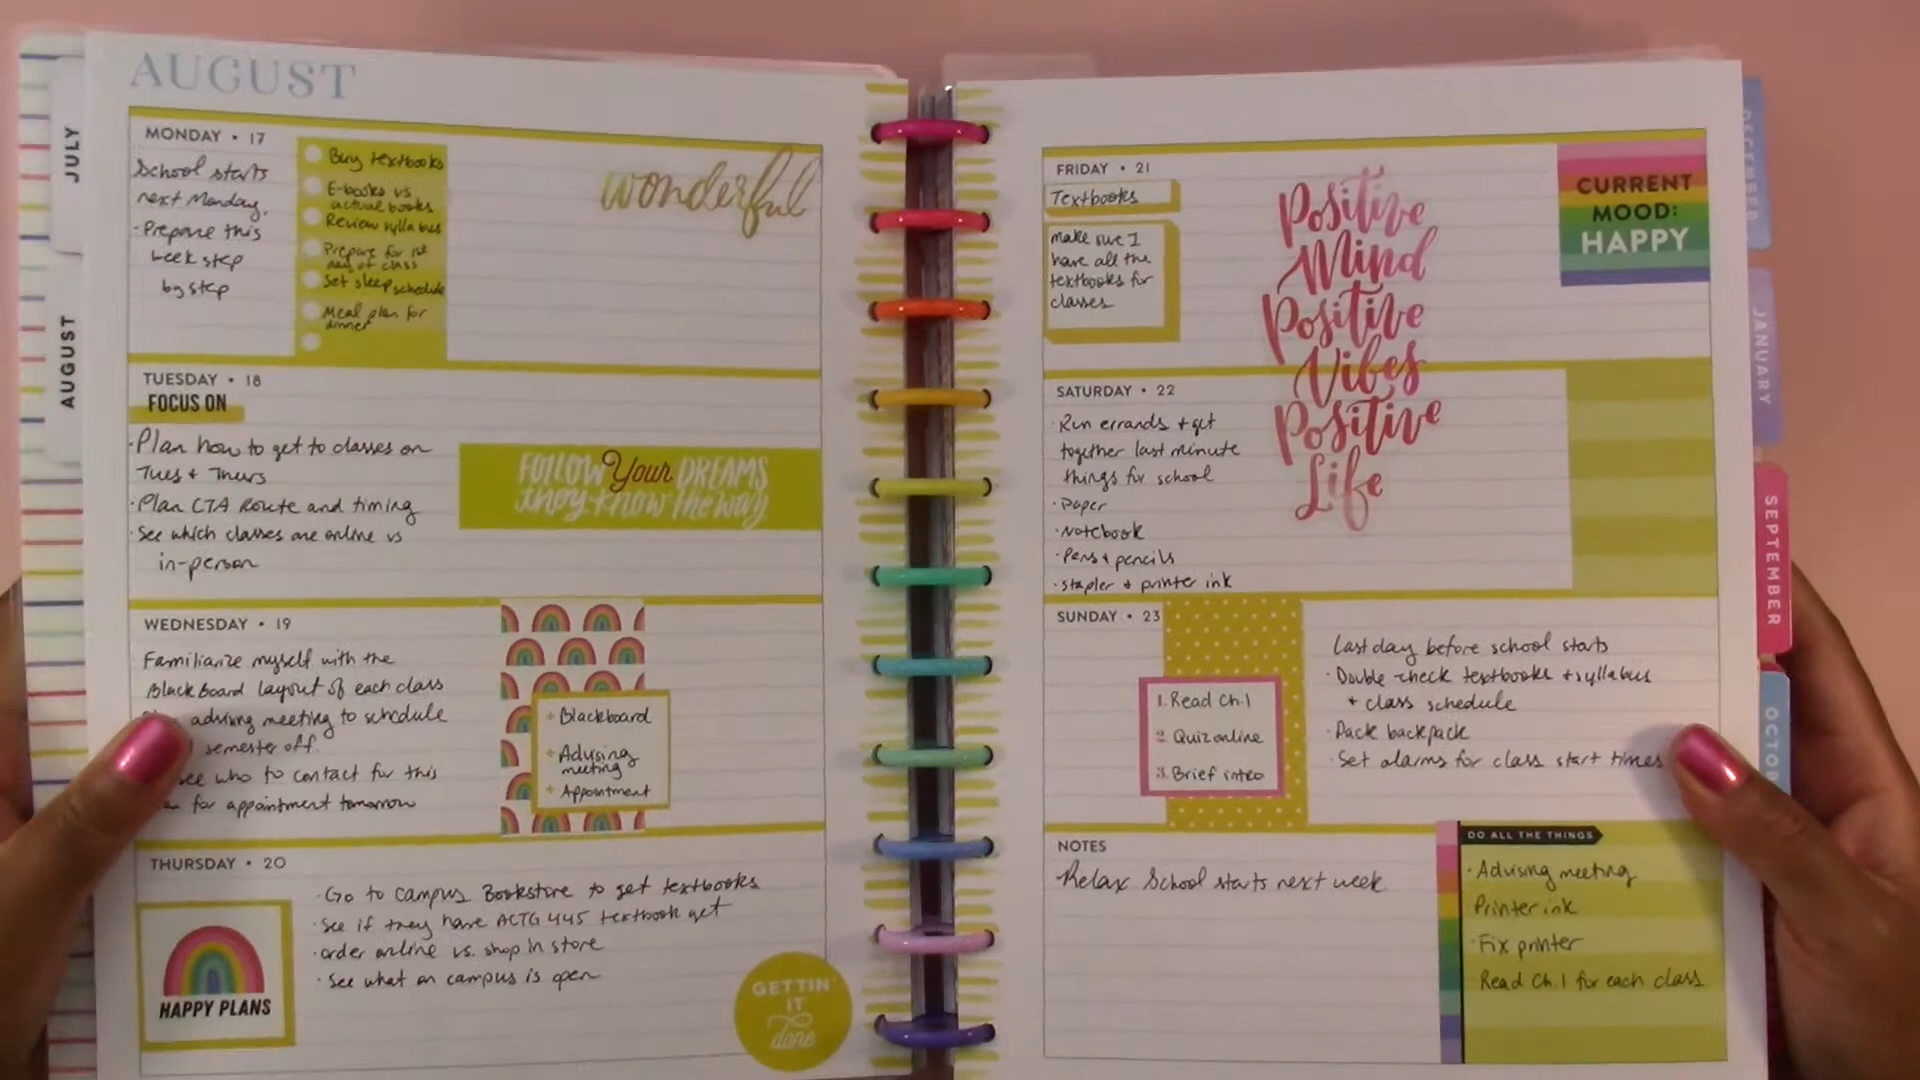 AUGUST
JULY
AUGUST
MONDAY • 17
School starts
next Monday.
- Prepare this
week step
by step
Buy textbooks
E-books vs
actual books
Review syllabus
Prepare for 1st
day of class
Set sleep schedule
Meal plan for
dinner
wonderful
TUESDAY • 18
FOCUS ON
· Plan how to get to classes on
Tues + Thurs
· Plan CTA Route and timing
· See which classes are online vs
in-person
FOLLOW Your DREAMS
they know the way
WEDNESDAY • 19
Familiarize myself with the
BlackBoard layout of each class
advising meeting to schedule
semester off.
see who to contact for this
for appointment tomorrow
+ Blackboard
+ Advising
meeting
+ Appointment
THURSDAY • 20
· Go to campus Bookstore to get textbooks
· See if they have ACTG 445 textbook yet
· order online vs. shop in store
· See what on campus is open
HAPPY PLANS
GETTIN'
IT
done
FRIDAY • 21
Textbooks
make sure I
have all the
textbooks for
classes
Positive
Mind
Positive
Vibes
Positive
Life
CURRENT
MOOD:
HAPPY
SATURDAY • 22
Run errands + get
together last minute
things for school
· Paper
· Notebook
· Pens + pencils
· stapler + printer ink
SUNDAY • 23
1. Read Ch.1
2. Quiz online
3. Brief intro
Last day before school starts
· Double check textbooks + syllabus
+ class schedule
· Pack backpack
· Set alarms for class start times
NOTES
Relax School starts next week
DO ALL THE THINGS
· Advising meeting
· Printer ink
· Fix printer
Read Ch.1 for each class
DECEMBER
JANUARY
SEPTEMBER
OCTOB